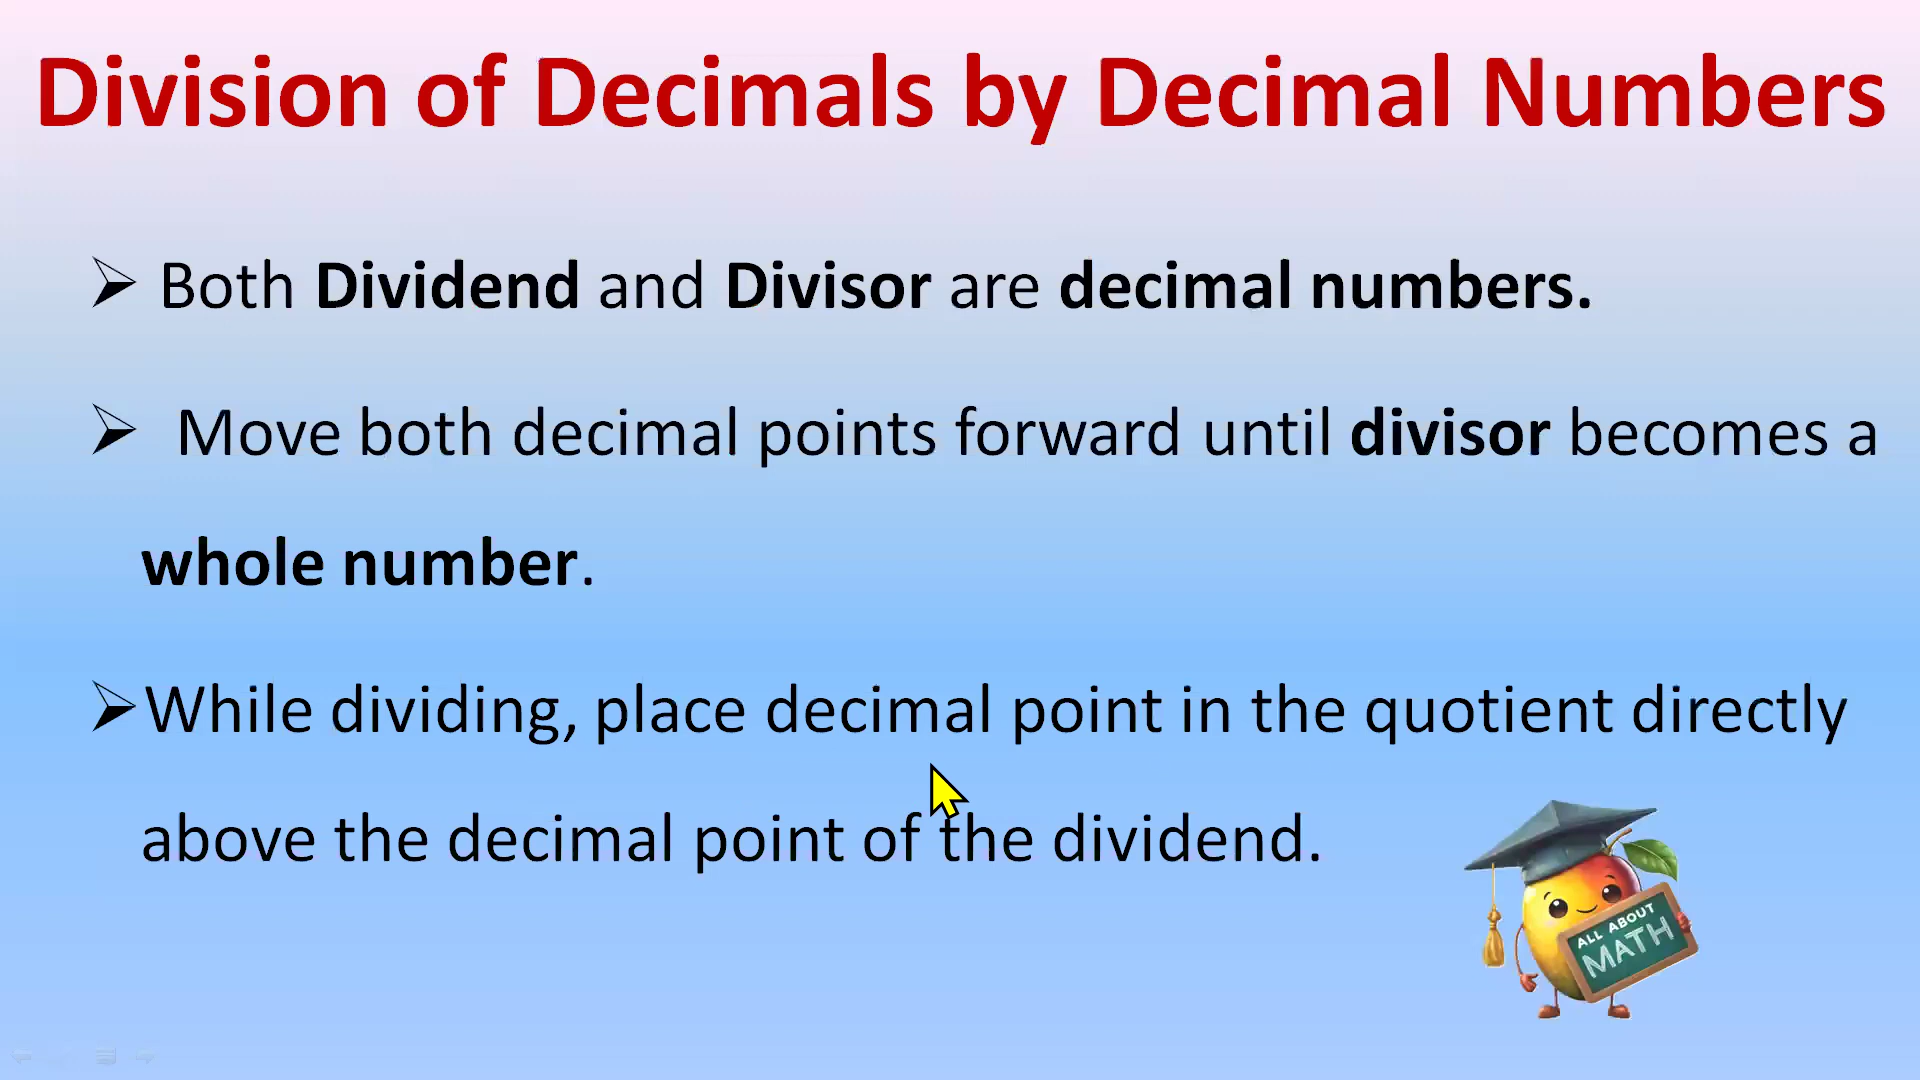 Division of Decimals by Decimal Numbers
➢ Both Dividend and Divisor are decimal numbers.
➢ Move both decimal points forward until divisor becomes a
whole number.
➢ While dividing, place decimal point in the quotient directly
above the decimal point of the dividend.
ALL ABOUT
MATH